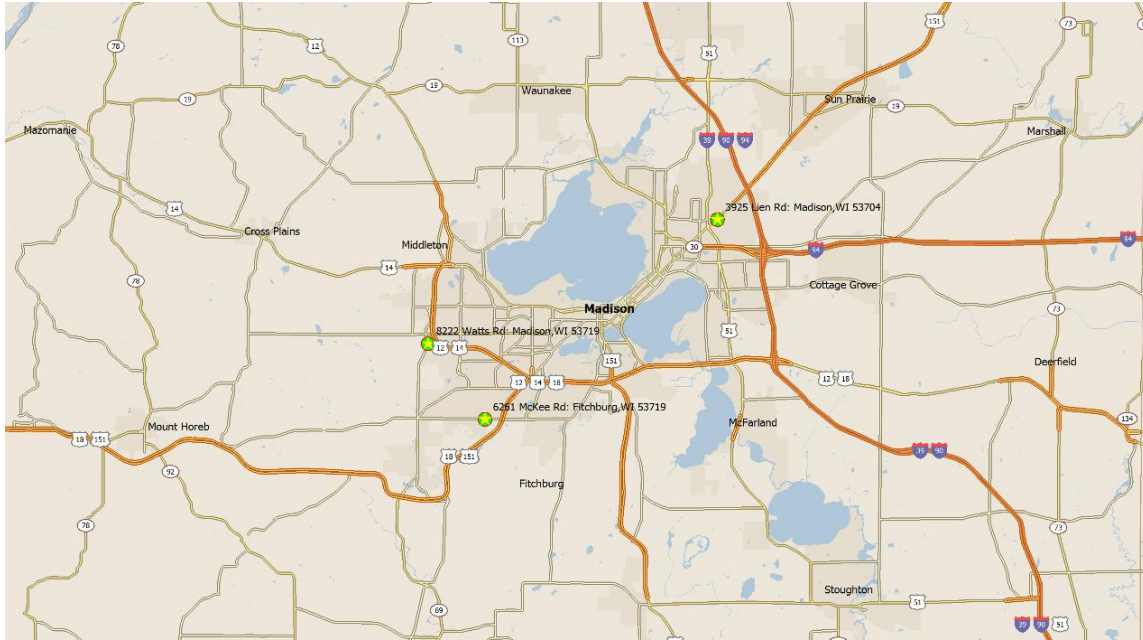 151
78
12
113
51
73
19
19
Waunakee
Sun Prairie
19
Mazomanie
Marshall
39 90 94
14
3925 Lien Rd: Madison,WI 53704
Cross Plains
Middleton
30
94
94
14
78
Cottage Grove
Madison
73
8222 Watts Rd: Madison,WI 53719
12 14
51
151
Deerfield
12 14 18
12 18
6261 McKee Rd: Fitchburg,WI 53719
134
Mount Horeb
McFarland
18 151
39 90
18 151
92
Fitchburg
78
73
Stoughton
51
69
39 90 51